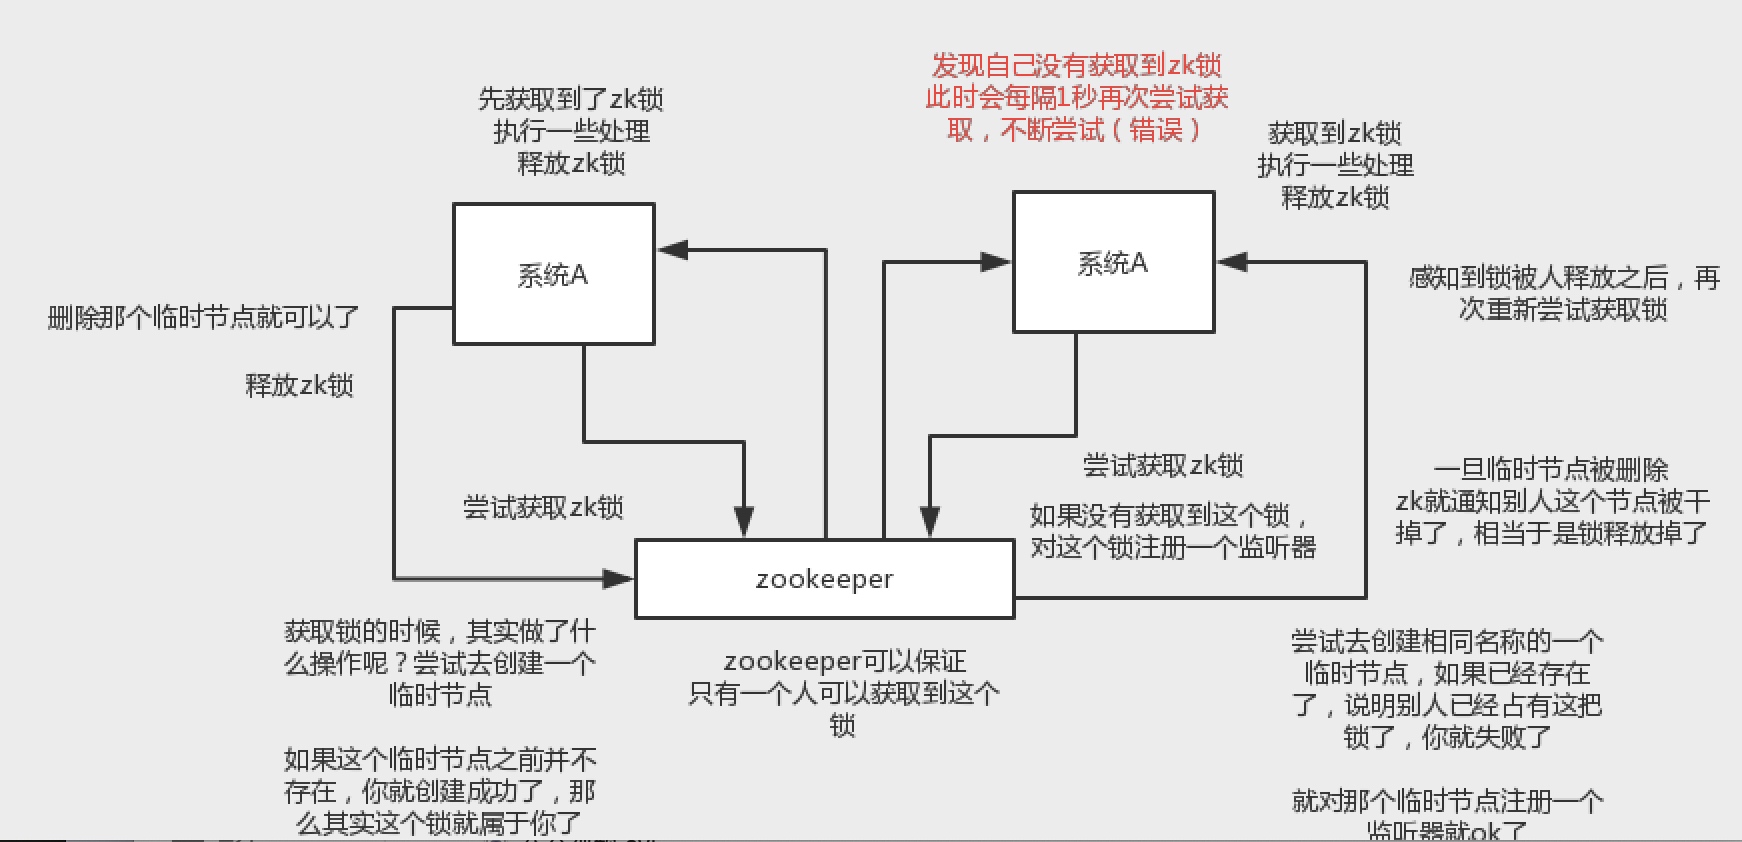 先获取到了zk锁
执行一些处理
释放zk锁
发现自己没有获取到zk锁
此时会每隔1秒再次尝试获
取，不断尝试（错误）
获取到zk锁
执行一些处理
释放zk锁
系统A
系统A
感知到锁被人释放之后，再
次重新尝试获取锁
删除那个临时节点就可以了
释放zk锁
尝试获取zk锁
尝试获取zk锁
如果没有获取到这个锁，
对这个锁注册一个监听器
一旦临时节点被删除
zk就通知别人这个节点被干
掉了，相当于是锁释放掉了
zookeeper
获取锁的时候，其实做了什
么操作呢？尝试去创建一个
临时节点
如果这个临时节点之前并不
存在，你就创建成功了，那
么其实这个锁就属于你了
zookeeper可以保证
只有一个人可以获取到这个
锁
尝试去创建相同名称的一个
临时节点，如果已经存在
了，说明别人已经占有这把
锁了，你就失败了
就对那个临时节点注册一个
监听器就ok了